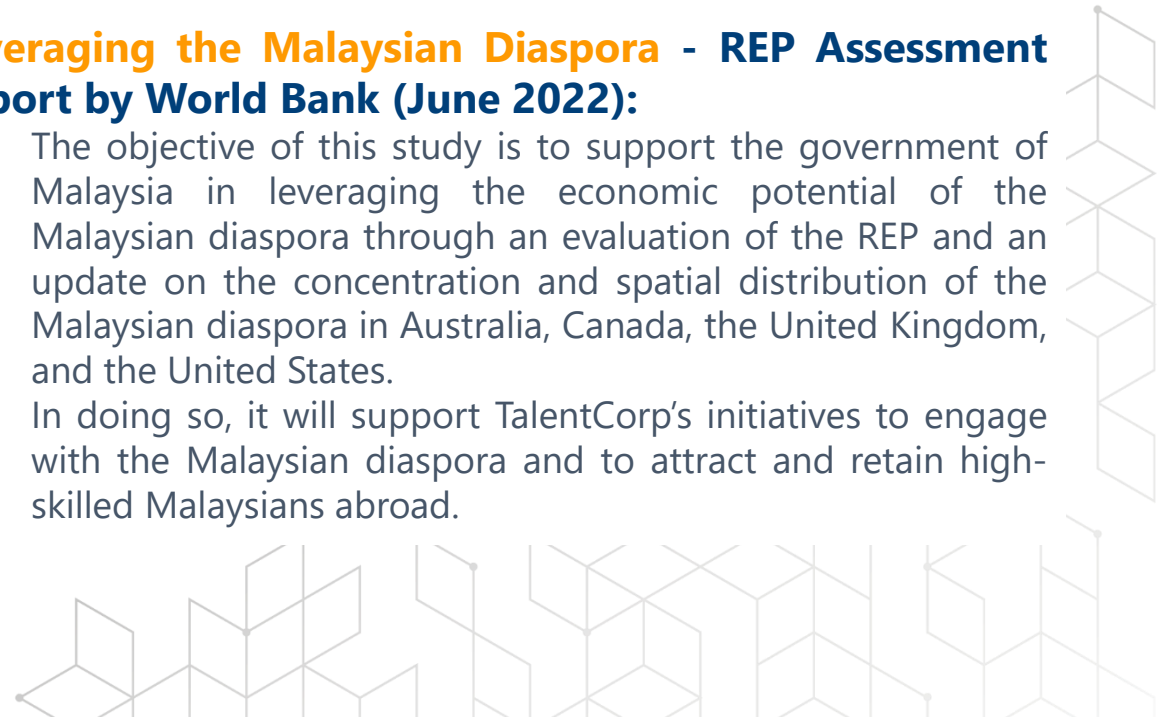 veraging the Malaysian Diaspora - REP Assessment
port by World Bank (June 2022):
The objective of this study is to support the government of
Malaysia in leveraging the economic potential of the
Malaysian diaspora through an evaluation of the REP and an
update on the concentration and spatial distribution of the
Malaysian diaspora in Australia, Canada, the United Kingdom,
and the United States.
In doing so, it will support TalentCorp’s initiatives to engage
with the Malaysian diaspora and to attract and retain high-
skilled Malaysians abroad.